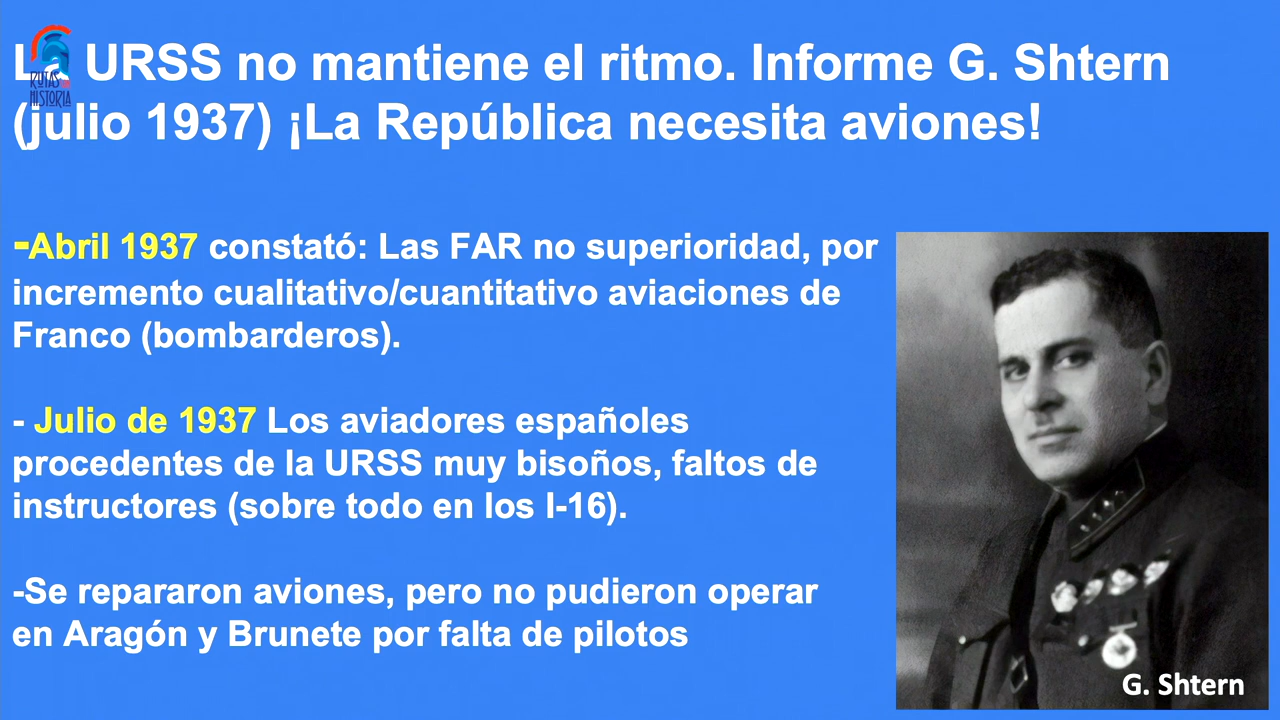 La URSS no mantiene el ritmo. Informe G. Shtern
(julio 1937) ¡La República necesita aviones!
RUTAS
HISTORIA
-Abril 1937 constató: Las FAR no superioridad, por
incremento cualitativo/cuantitativo aviaciones de
Franco (bombarderos).
- Julio de 1937 Los aviadores españoles
procedentes de la URSS muy bisoños, faltos de
instructores (sobre todo en los I-16).
-Se repararon aviones, pero no pudieron operar
en Aragón y Brunete por falta de pilotos
G. Shtern